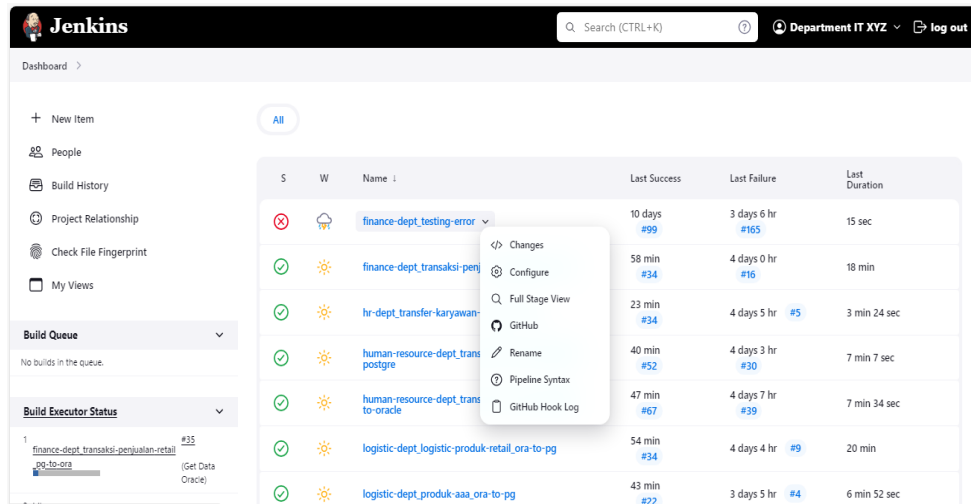 Jenkins
Search (CTRL+K)
Department IT XYZ
log out
Dashboard
New Item
People
Build History
Project Relationship
Check File Fingerprint
My Views
Build Queue
No builds in the queue.
Build Executor Status
1
#35
finance-dept_transaksi-penjualan-retail
_pg-to-ora
(Get Data
Oracle)
All
S W Name ↓ Last Success Last Failure Last
Duration
finance-dept_testing-error 10 days 3 days 6 hr 15 sec
#99 #165
Changes
Configure
Full Stage View
GitHub
Rename
Pipeline Syntax
GitHub Hook Log
finance-dept_transaksi-penj 58 min 4 days 0 hr 18 min
#34 #16
hr-dept_transfer-karyawan- 23 min 4 days 5 hr #5 3 min 24 sec
#34
human-resource-dept_trans 40 min 4 days 3 hr 7 min 7 sec
postgre #52 #30
human-resource-dept_trans 47 min 4 days 7 hr 7 min 34 sec
to-oracle #67 #39
logistic-dept_logistic-produk-retail_ora-to-pg 54 min 4 days 4 hr #9 20 min
#34
logistic-dept_produk-aaa_ora-to-pg 43 min 3 days 5 hr #4 6 min 52 sec
#22